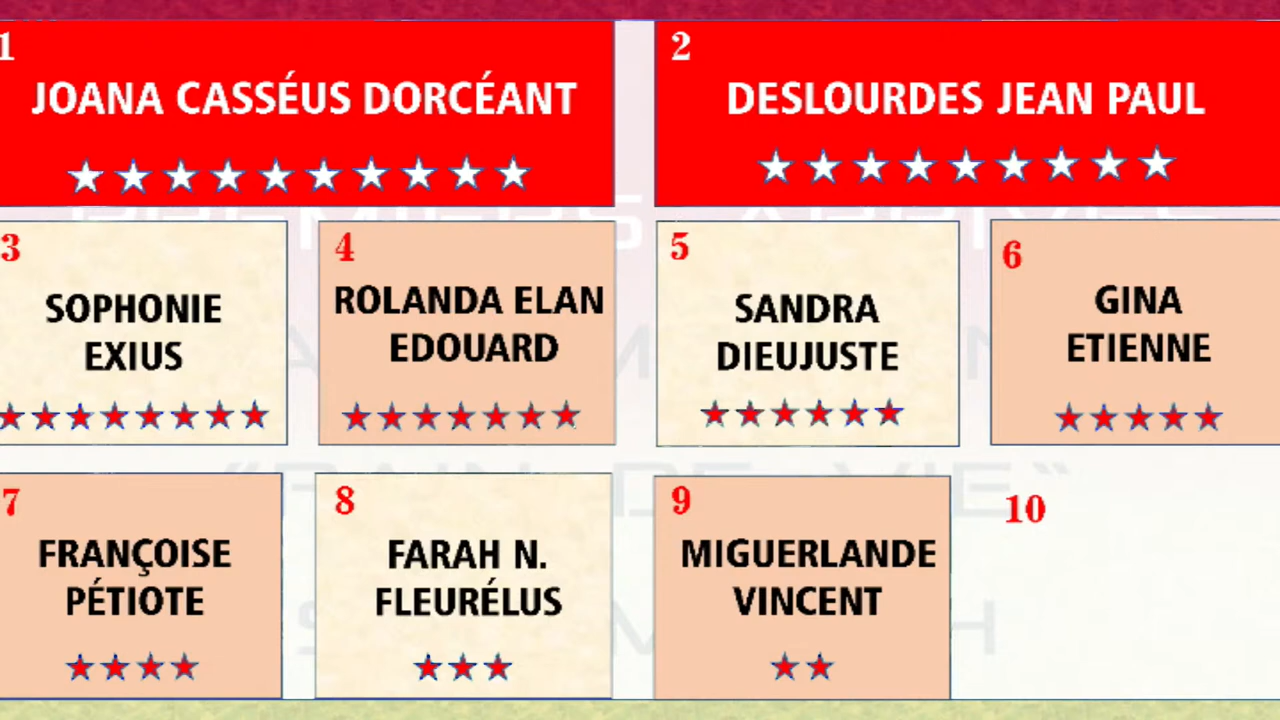 1
JOANA CASSÉUS DORCÉANT
2
DESLOURDES JEAN PAUL
3
SOPHONIE
EXIUS
4
ROLANDA ELAN
EDOUARD
5
SANDRA
DIEUJUSTE
6
GINA
ETIENNE
7
FRANÇOISE
PÉTIOTE
8
FARAH N.
FLEURÉLUS
9
MIGUERLANDE
VINCENT
10